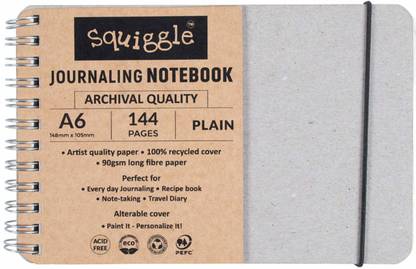 squiggle™
JOURNALING NOTEBOOK
ARCHIVAL QUALITY
A6
148mm x 105mm
144
PAGES
PLAIN
• Artist quality paper • 100% recycled cover
• 90gsm long fibre paper
Perfect for
• Every day Journaling • Recipe book
• Note-taking • Travel Diary
Alterable cover
• Paint It - Personalize It!
ACID
FREE
eco
PEFC